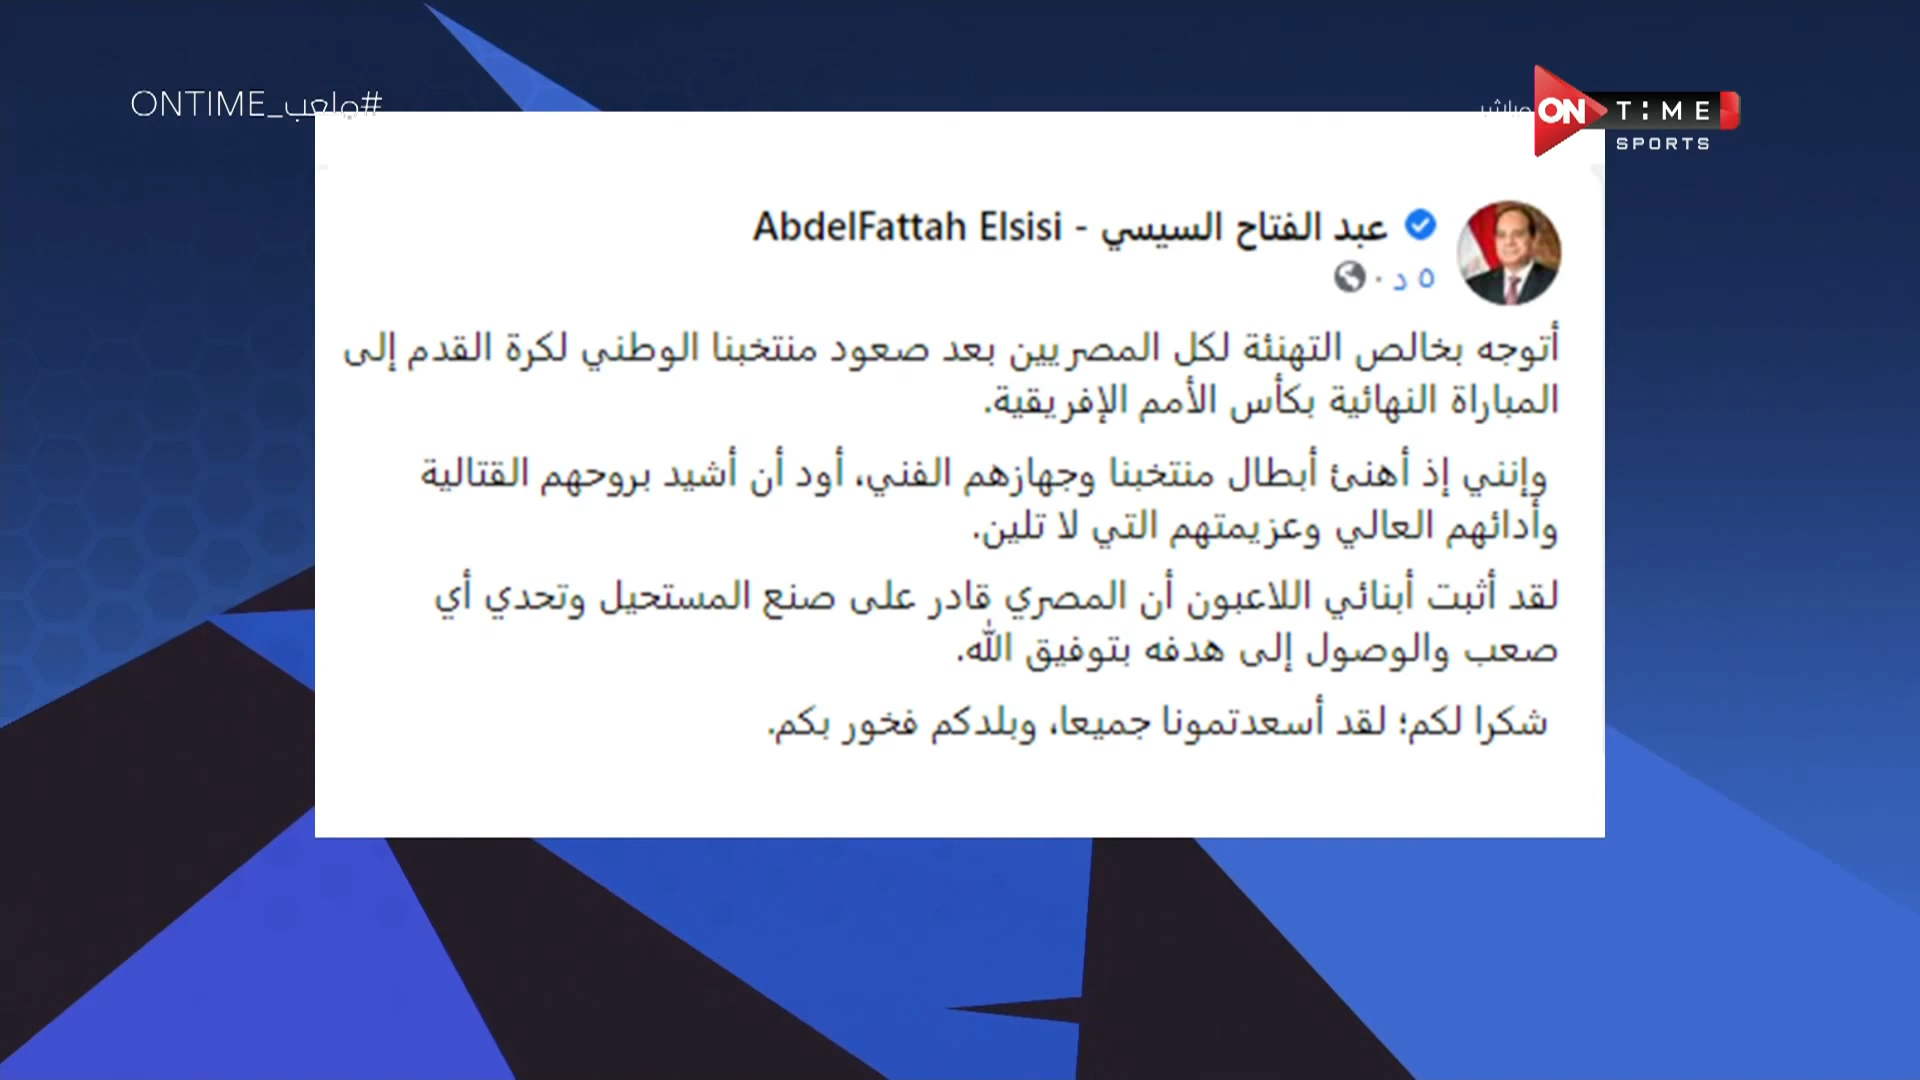 #ملعب_ONTIME
مباشر
ON TIME
SPORTS
عبد الفتاح السيسي - AbdelFattah Elsisi
٥ د ·
أتوجه بخالص التهنئة لكل المصريين بعد صعود منتخبنا الوطني لكرة القدم إلى
المباراة النهائية بكأس الأمم الإفريقية.
وإنني إذ أهنئ أبطال منتخبنا وجهازهم الفني، أود أن أشيد بروحهم القتالية
وأدائهم العالي وعزيمتهم التي لا تلين.
لقد أثبت أبنائي اللاعبون أن المصري قادر على صنع المستحيل وتحدي أي
صعب والوصول إلى هدفه بتوفيق الله.
شكرا لكم؛ لقد أسعدتمونا جميعا، وبلدكم فخور بكم.